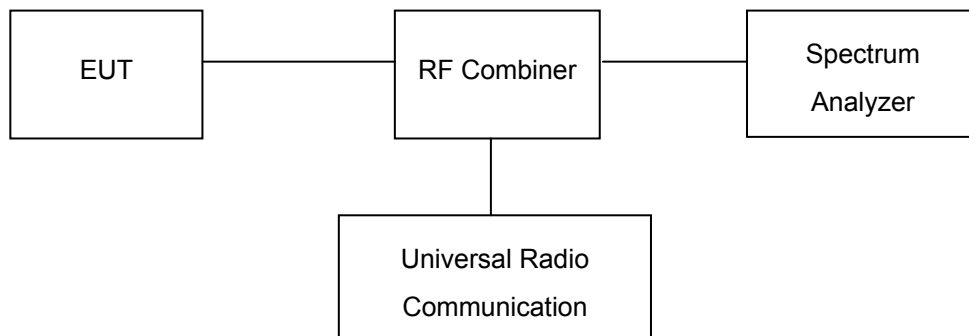 EUT
RF Combiner
Spectrum
Analyzer
Universal Radio
Communication